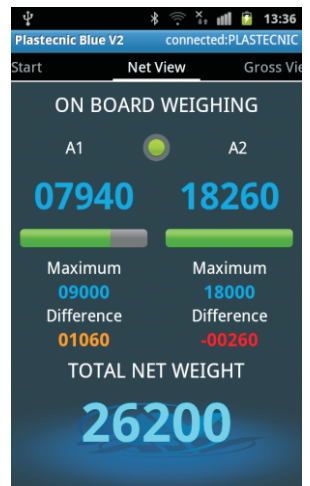 13:36
Plastecnic Blue V2 connected:PLASTECNIC
Start Net View Gross Vie
ON BOARD WEIGHING
A1 A2
07940 18260
Maximum Maximum
09000 18000
Difference Difference
01060 -00260
TOTAL NET WEIGHT
26200